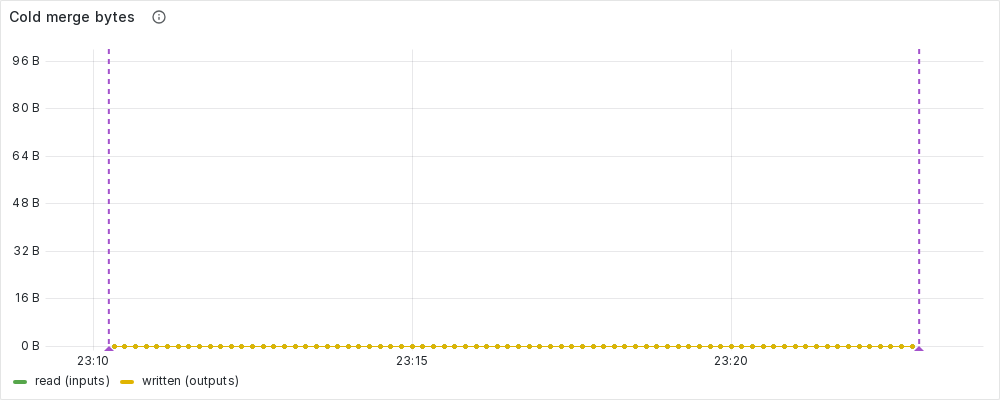 Cold merge bytes
96 B
80 B
64 B
48 B
32 B
16 B
0 B
23:10 23:15 23:20
read (inputs) written (outputs)